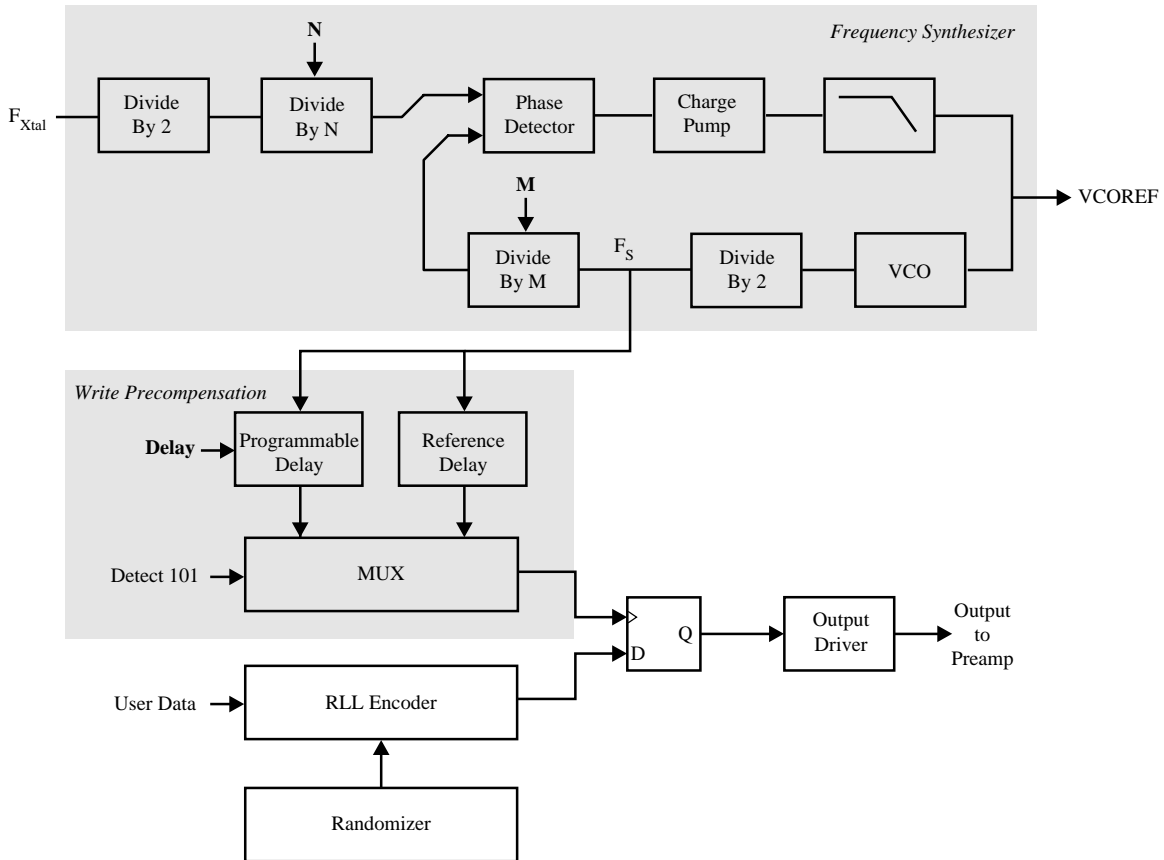 Frequency Synthesizer
N
F_Xtal
Divide
By 2
Divide
By N
Phase
Detector
Charge
Pump
VCOREF
M
Divide
By M
F_S
Divide
By 2
VCO
Write Precompensation
Delay
Programmable
Delay
Reference
Delay
Detect 101
MUX
D
Q
Output
Driver
Output
to
Preamp
User Data
RLL Encoder
Randomizer